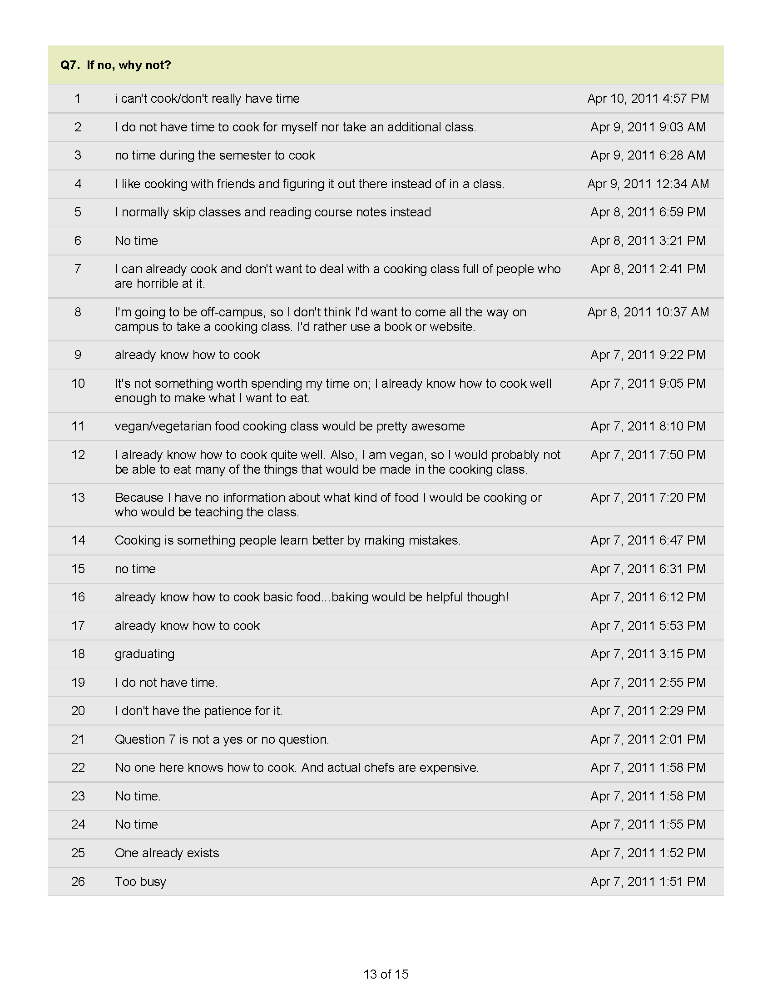 Q7. If no, why not?
1 i can't cook/don't really have time Apr 10, 2011 4:57 PM
2 I do not have time to cook for myself nor take an additional class. Apr 9, 2011 9:03 AM
3 no time during the semester to cook Apr 9, 2011 6:28 AM
4 I like cooking with friends and figuring it out there instead of in a class. Apr 9, 2011 12:34 AM
5 I normally skip classes and reading course notes instead Apr 8, 2011 6:59 PM
6 No time Apr 8, 2011 3:21 PM
7 I can already cook and don't want to deal with a cooking class full of people who Apr 8, 2011 2:41 PM
are horrible at it.
8 I'm going to be off-campus, so I don't think I'd want to come all the way on Apr 8, 2011 10:37 AM
campus to take a cooking class. I'd rather use a book or website.
9 already know how to cook Apr 7, 2011 9:22 PM
10 It's not something worth spending my time on; I already know how to cook well Apr 7, 2011 9:05 PM
enough to make what I want to eat.
11 vegan/vegetarian food cooking class would be pretty awesome Apr 7, 2011 8:10 PM
12 I already know how to cook quite well. Also, I am vegan, so I would probably not Apr 7, 2011 7:50 PM
be able to eat many of the things that would be made in the cooking class.
13 Because I have no information about what kind of food I would be cooking or Apr 7, 2011 7:20 PM
who would be teaching the class.
14 Cooking is something people learn better by making mistakes. Apr 7, 2011 6:47 PM
15 no time Apr 7, 2011 6:31 PM
16 already know how to cook basic food...baking would be helpful though! Apr 7, 2011 6:12 PM
17 already know how to cook Apr 7, 2011 5:53 PM
18 graduating Apr 7, 2011 3:15 PM
19 I do not have time. Apr 7, 2011 2:55 PM
20 I don't have the patience for it. Apr 7, 2011 2:29 PM
21 Question 7 is not a yes or no question. Apr 7, 2011 2:01 PM
22 No one here knows how to cook. And actual chefs are expensive. Apr 7, 2011 1:58 PM
23 No time. Apr 7, 2011 1:58 PM
24 No time Apr 7, 2011 1:55 PM
25 One already exists Apr 7, 2011 1:52 PM
26 Too busy Apr 7, 2011 1:51 PM
13 of 15